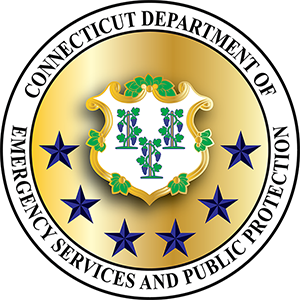 CONNECTICUT DEPARTMENT OF
EMERGENCY SERVICES AND PUBLIC PROTECTION